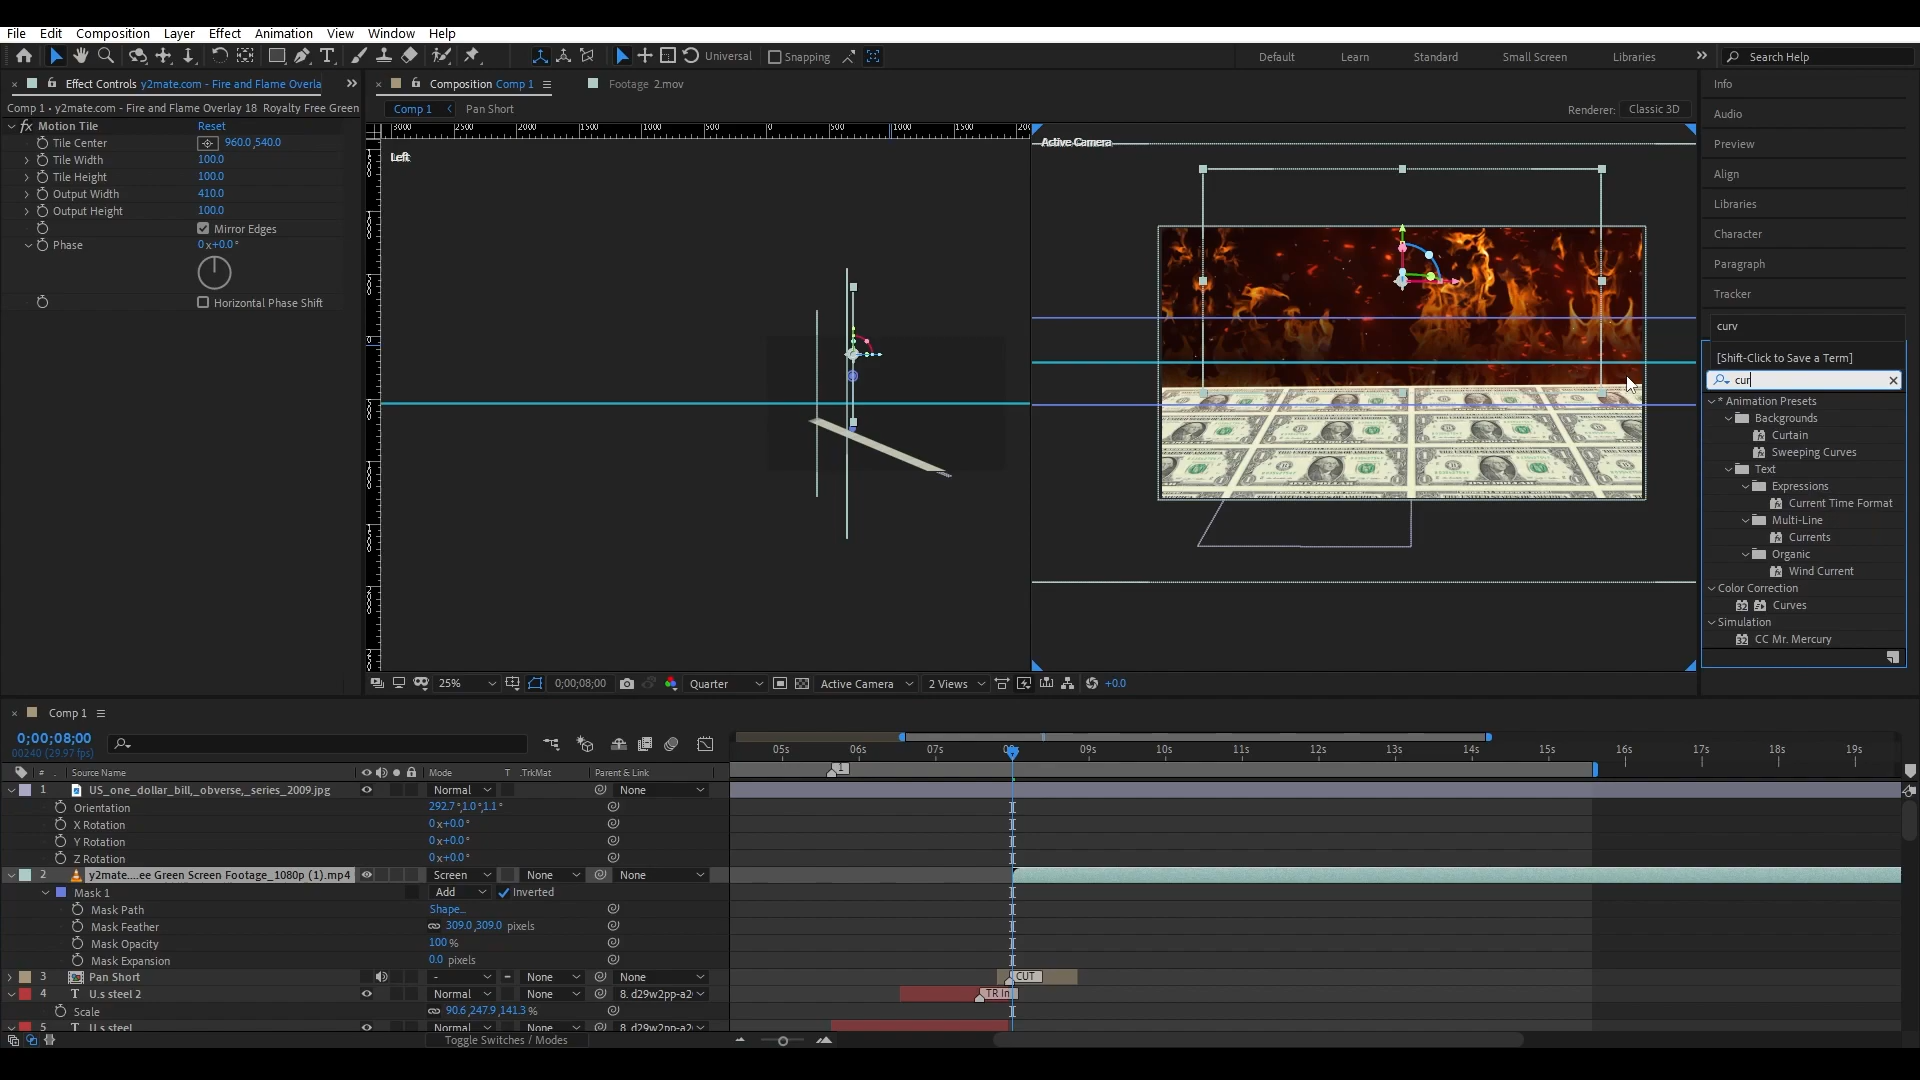 File Edit Composition Layer Effect Animation View Window Help
Universal Snapping Default Learn Standard Small Screen Libraries Search Help
Effect Controls y2mate.com - Fire and Flame Overla
Composition Comp 1
Footage 2.mov
Comp 1 • y2mate.com - Fire and Flame Overlay 18 Royalty Free Green
Comp 1 Pan Short
Renderer: Classic 3D
Motion Tile Reset
Tile Center 960.0,540.0
Tile Width 100.0
Tile Height 100.0
Output Width 410.0
Output Height 100.0
Mirror Edges
Phase 0x+0.0°
Horizontal Phase Shift
3000 2500 2000 1500 1000 500 0 500 1000 1500
Left
Active Camera
Info
Audio
Preview
Align
Libraries
Character
Paragraph
Tracker
curv
[Shift-Click to Save a Term]
cur
* Animation Presets
Backgrounds
Curtain
Sweeping Curves
Text
Expressions
Current Time Format
Multi-Line
Currents
Organic
Wind Current
Color Correction
32 Curves
Simulation
32 CC Mr. Mercury
25% 0;00;08;00 Quarter Active Camera 2 Views +0.0
Comp 1
0;00;08;00
00240 (29.97 fps)
05s 06s 07s 09s 10s 11s 12s 13s 14s 15s 16s 17s 18s 19s
# Source Name Mode T .TrkMat Parent & Link
1
1 US_one_dollar_bill,_obverse,_series_2009.jpg Normal None
Orientation 292.7°,1.0°,1.1°
X Rotation 0x+0.0°
Y Rotation 0x+0.0°
Z Rotation 0x+0.0°
2 y2mate....ee Green Screen Footage_1080p (1).mp4 Screen None
Mask 1 Add Inverted
Mask Path Shape...
Mask Feather 309.0,309.0 pixels
Mask Opacity 100 %
Mask Expansion 0.0 pixels
3 Pan Short - None None
CUT
4 T U.s steel 2 Normal None 8. d29w2pp-a2
TR In
Scale 90.6,247.9,141.3 %
5 T U.s steel Normal None 8. d29w2pp-a2
Toggle Switches / Modes